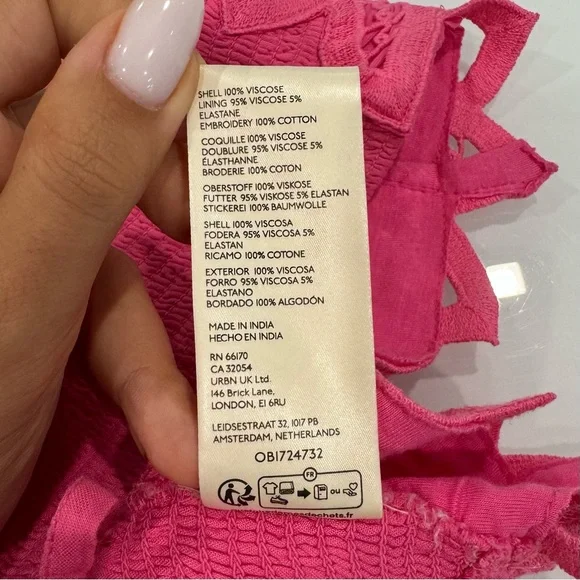 SHELL 100% VISCOSE
LINING 95% VISCOSE 5%
ELASTANE
EMBROIDERY 100% COTTON
COQUILLE 100% VISCOSE
DOUBLURE 95% VISCOSE 5%
ÉLASTHANNE
BRODERIE 100% COTON
OBERSTOFF 100% VISKOSE
FUTTER 95% VISKOSE 5% ELASTAN
STICKEREI 100% BAUMWOLLE
SHELL 100% VISCOSA
FODERA 95% VISCOSA 5%
ELASTAN
RICAMO 100% COTONE
EXTERIOR 100% VISCOSA
FORRO 95% VISCOSA 5%
ELASTANO
BORDADO 100% ALGODÓN
MADE IN INDIA
HECHO EN INDIA
RN 66170
CA 32054
URBN UK Ltd.
146 Brick Lane,
LONDON, E1 6RU
LEIDSESTRAAT 32, 1017 PB
AMSTERDAM, NETHERLANDS
OB1724732
FR
ou